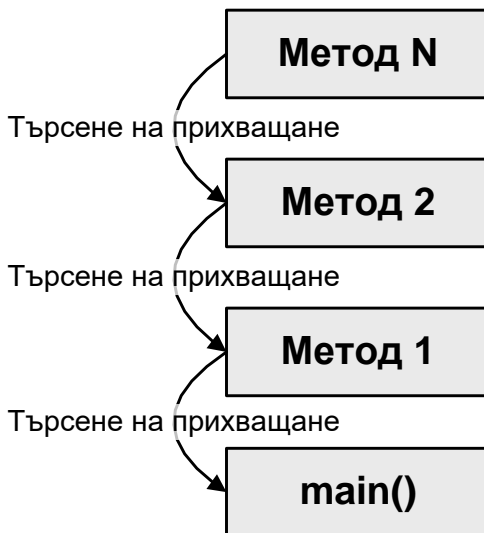 Метод N
Търсене на прихващане
Метод 2
Търсене на прихващане
Метод 1
Търсене на прихващане
main()